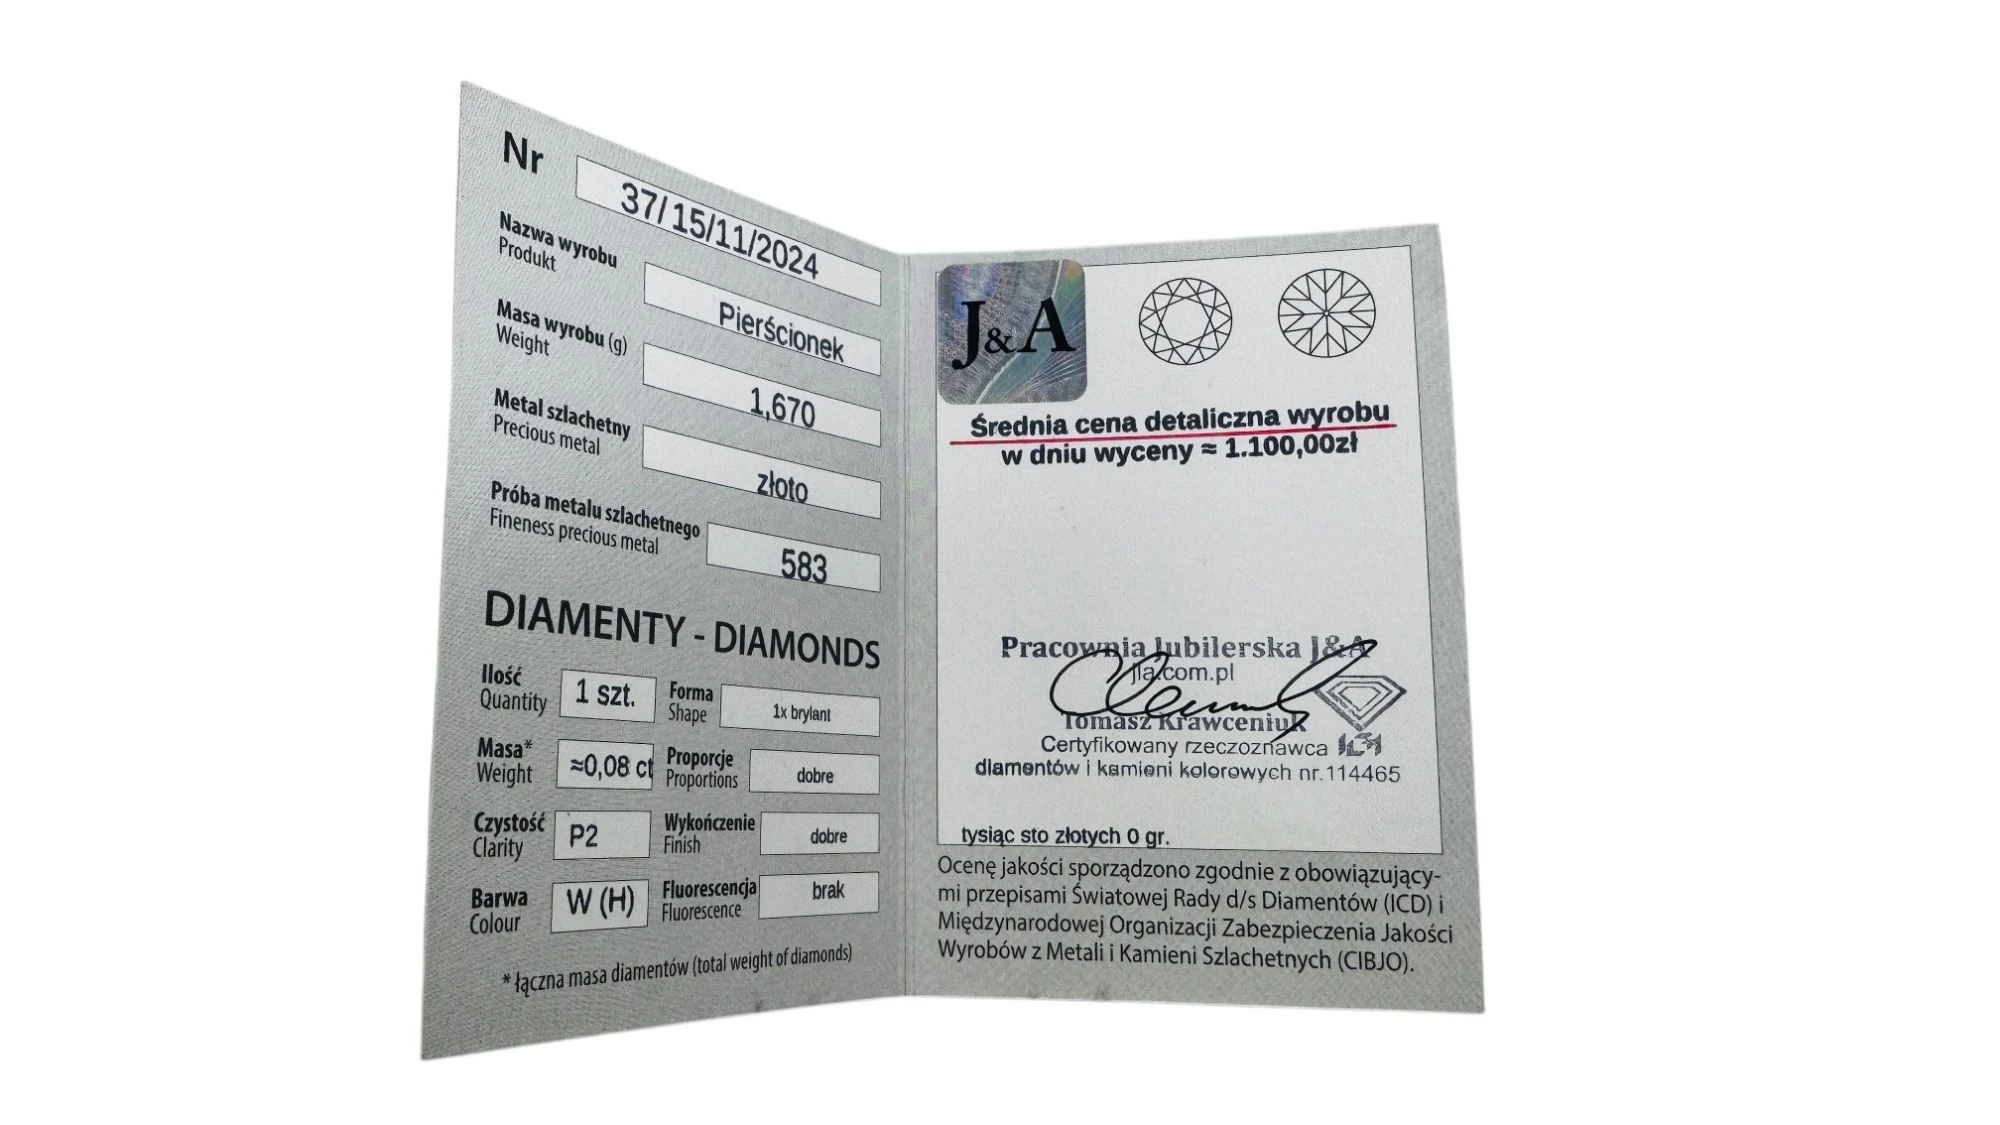 Nr 37/15/11/2024
Nazwa wyrobu
Produkt
Pierścionek
Masa wyrobu (g)
Weight
1,670
Metal szlachetny
Precious metal
złoto
Próba metalu szlachetnego
Fineness precious metal
583
DIAMENTY - DIAMONDS
Ilość
Quantity
1 szt.
Forma
Shape
1x brylant
Masa*
Weight
≈0,08 ct
Proporcje
Proportions
dobre
Czystość
Clarity
P2
Wykończenie
Finish
dobre
Barwa
Colour
W (H)
Fluorescencja
Fluorescence
brak
* łączna masa diamentów (total weight of diamonds)
J&A
Średnia cena detaliczna wyrobu
w dniu wyceny ≈ 1.100,00zł
Pracownia Jubilerska J&A
jia.com.pl
Tomasz Krawceniuk
Certyfikowany rzeczoznawca
diamentów i kamieni kolorowych nr.114465
tysiąc sto złotych 0 gr.
Ocenę jakości sporządzono zgodnie z obowiązujący-
mi przepisami Światowej Rady d/s Diamentów (ICD) i
Międzynarodowej Organizacji Zabezpieczenia Jakości
Wyrobów z Metali i Kamieni Szlachetnych (CIBJO).